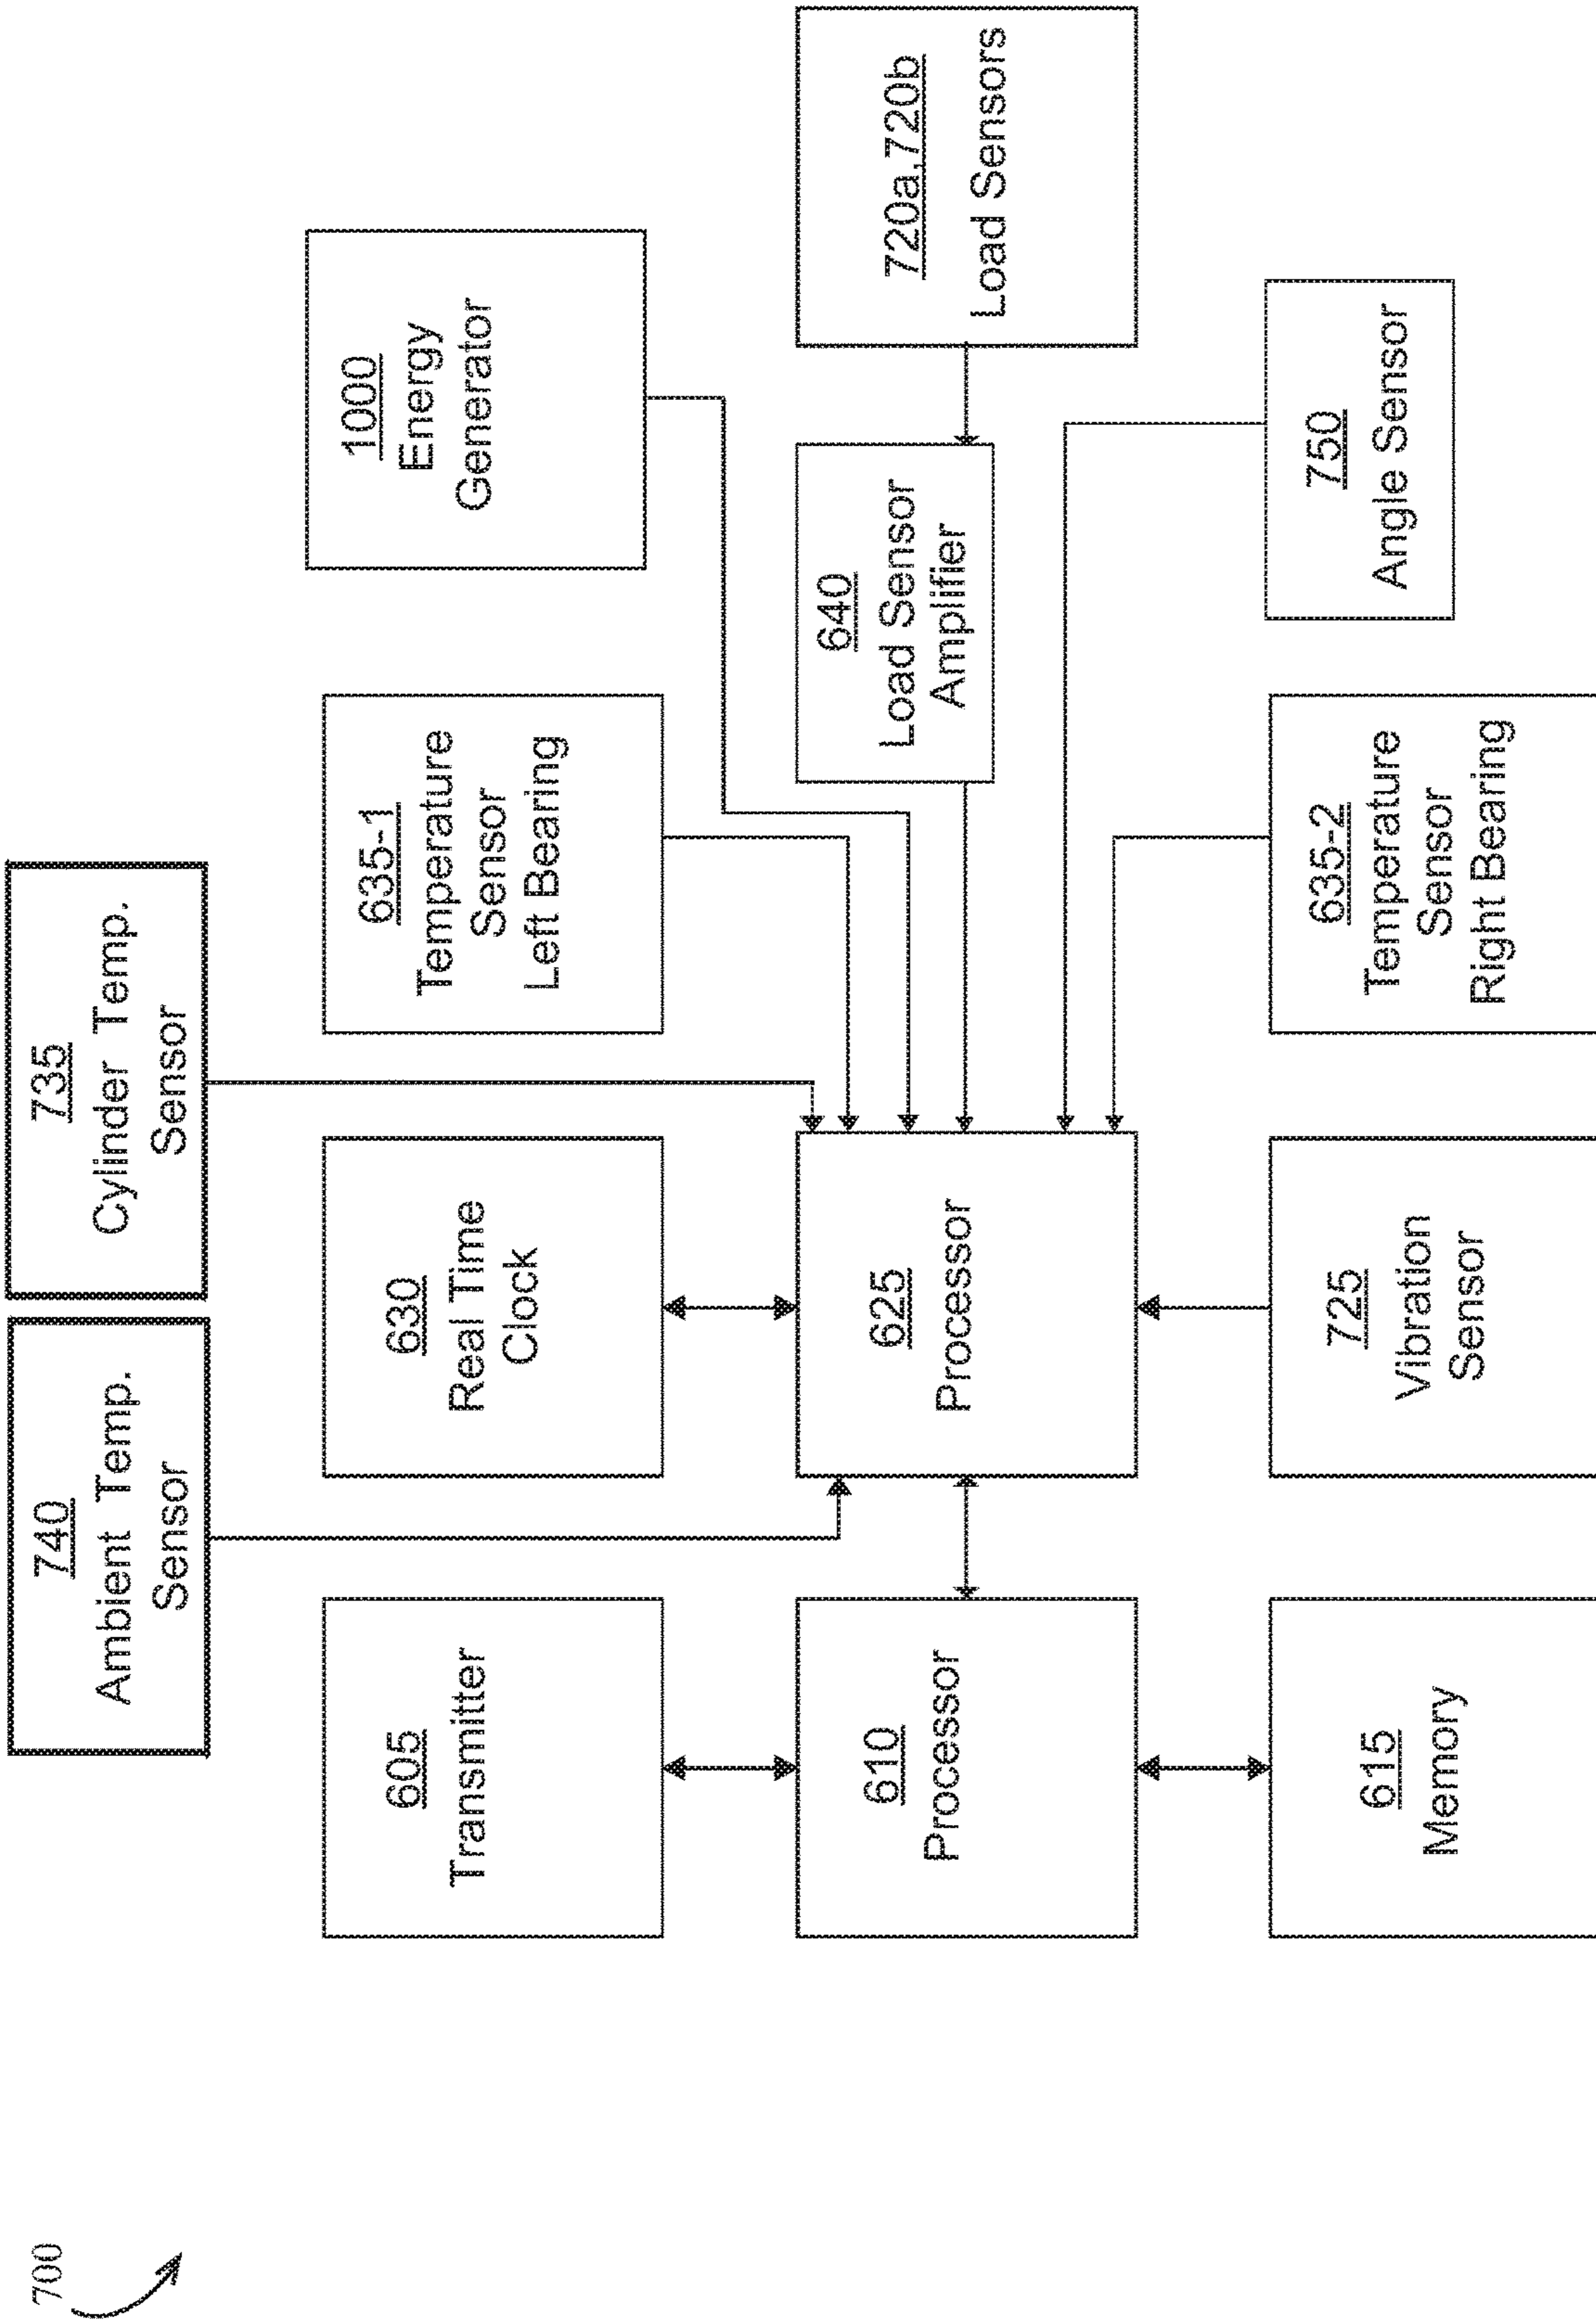 700
740
Ambient Temp.
Sensor
735
Cylinder Temp.
Sensor
605
Transmitter
630
Real Time
Clock
635-1
Temperature
Sensor
Left Bearing
1000
Energy
Generator
610
Processor
625
Processor
640
Load Sensor
Amplifier
720a,720b
Load Sensors
615
Memory
725
Vibration
Sensor
635-2
Temperature
Sensor
Right Bearing
750
Angle Sensor